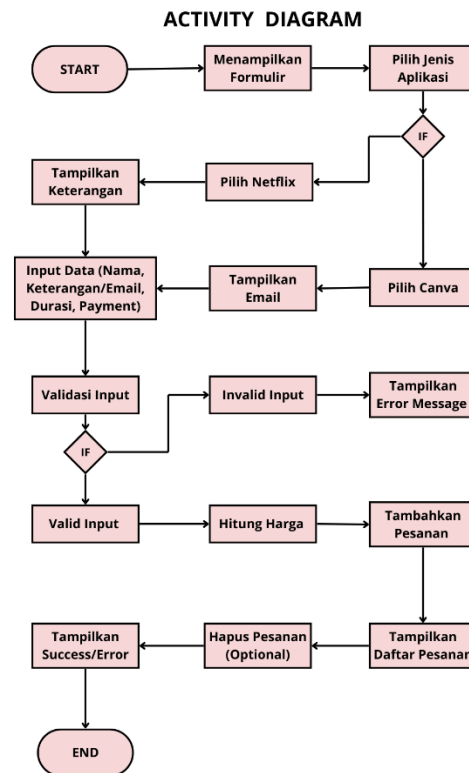 ACTIVITY DIAGRAM
START
Menampilkan
Formulir
Pilih Jenis
Aplikasi
IF
Tampilkan
Keterangan
Pilih Netflix
Input Data (Nama,
Keterangan/Email,
Durasi, Payment)
Tampilkan
Email
Pilih Canva
Validasi Input
Invalid Input
Tampilkan
Error Message
IF
Valid Input
Hitung Harga
Tambahkan
Pesanan
Tampilkan
Success/Error
Hapus Pesanan
(Optional)
Tampilkan
Daftar Pesanan
END